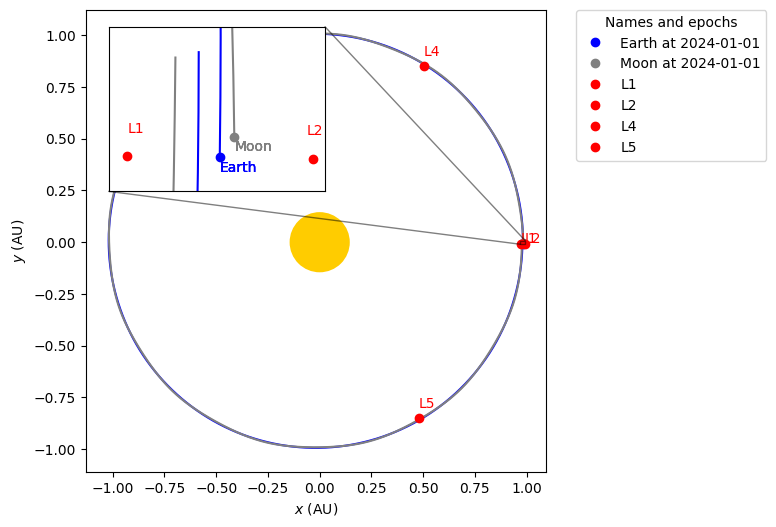 Names and epochs
Earth at 2024-01-01
Moon at 2024-01-01
L1
L2
L4
L5
1.00
0.75
0.50
0.25
0.00
−0.25
−0.50
−0.75
−1.00
y (AU)
L4
L1
L2
Moon
Earth
L1
L2
L5
−1.00 −0.75 −0.50 −0.25 0.00 0.25 0.50 0.75 1.00
x (AU)